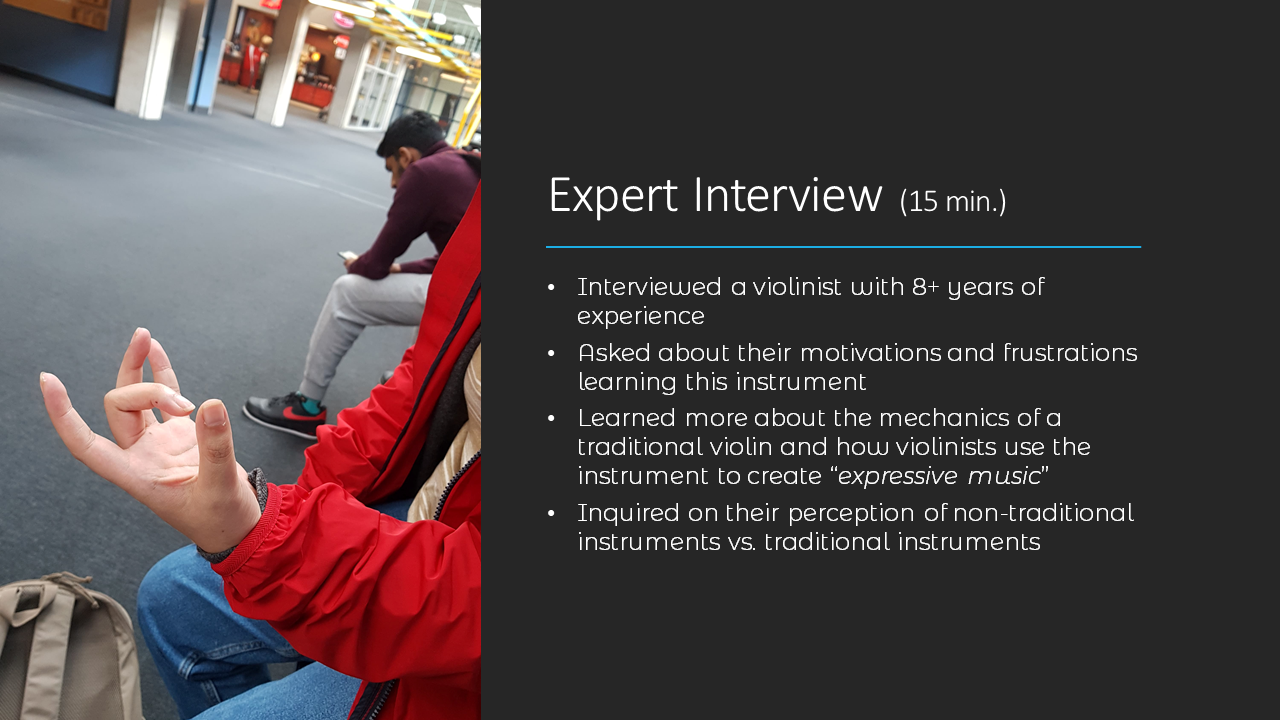 Expert Interview (15 min.)
• Interviewed a violinist with 8+ years of
experience
• Asked about their motivations and frustrations
learning this instrument
• Learned more about the mechanics of a
traditional violin and how violinists use the
instrument to create “expressive music”
• Inquired on their perception of non-traditional
instruments vs. traditional instruments